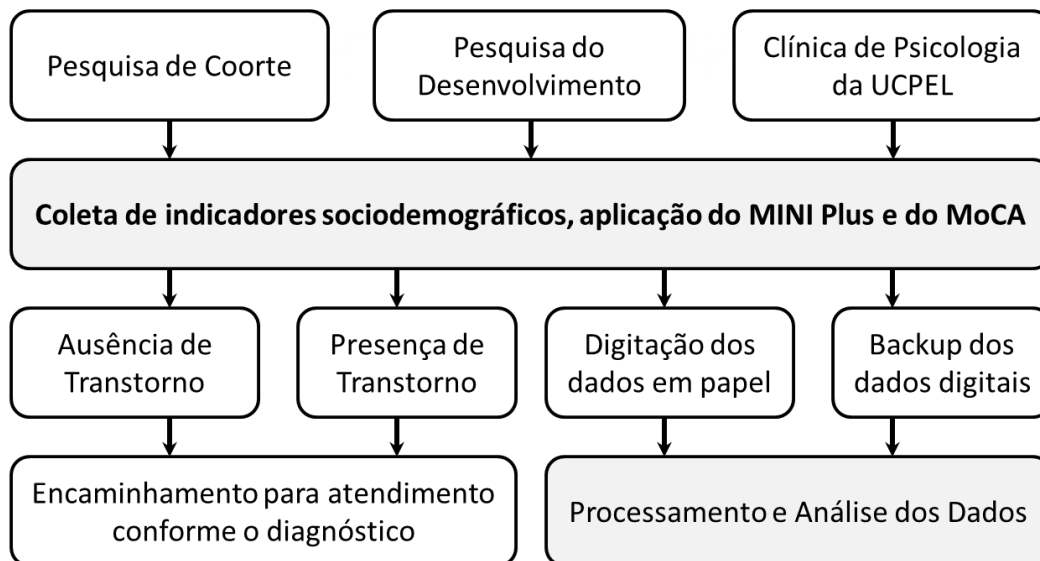 Pesquisa de Coorte
Pesquisa do
Desenvolvimento
Clínica de Psicologia
da UCPEL
Coleta de indicadores sociodemográficos, aplicação do MINI Plus e do MoCA
Ausência de
Transtorno
Presença de
Transtorno
Digitação dos
dados em papel
Backup dos
dados digitais
Encaminhamento para atendimento
conforme o diagnóstico
Processamento e Análise dos Dados